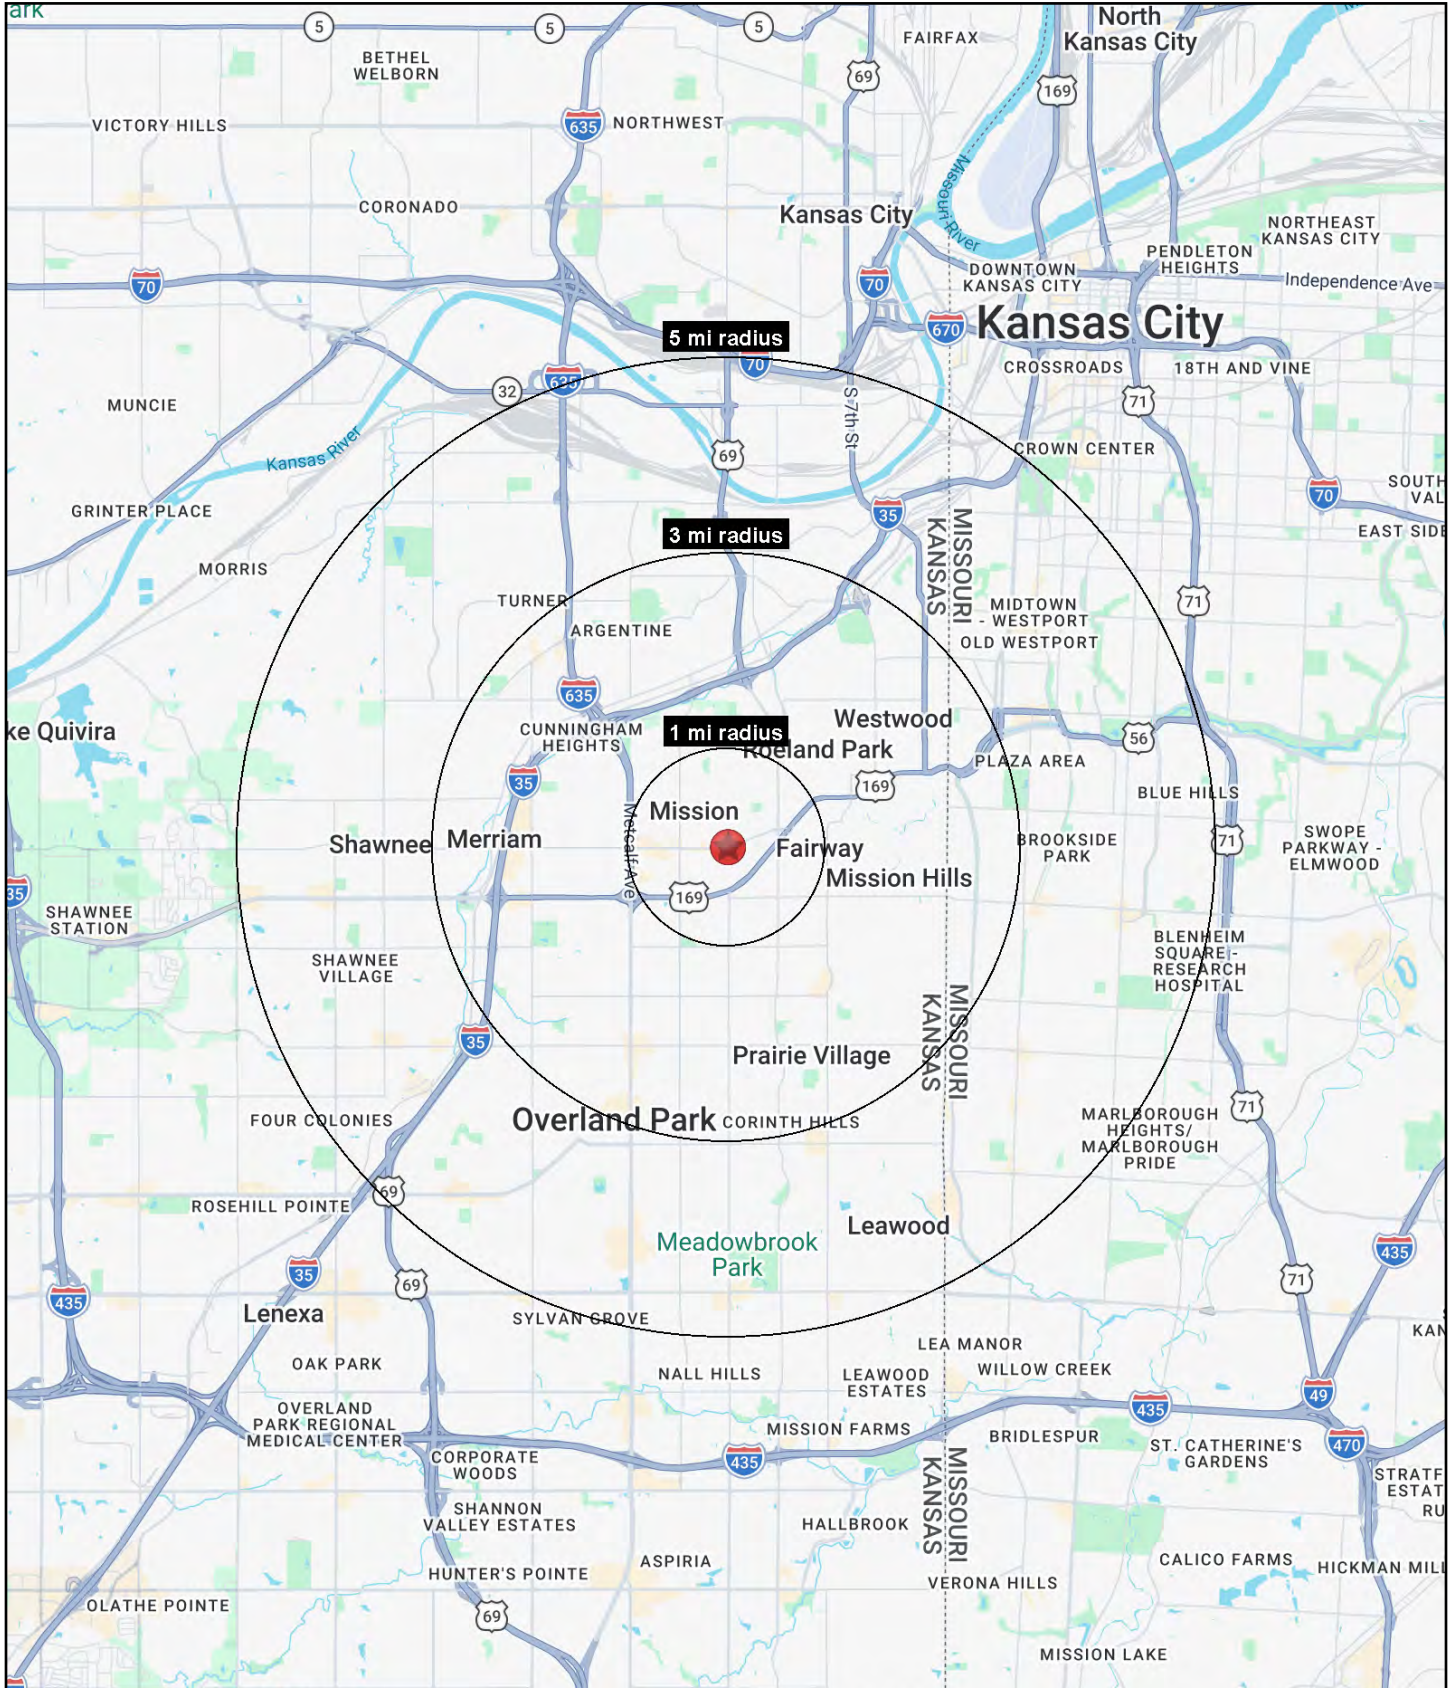 ark
5
5
5
North
Kansas City
FAIRFAX
BETHEL
WELBORN
69
169
VICTORY HILLS
635
NORTHWEST
Missouri River
CORONADO
Kansas City
NORTHEAST
KANSAS CITY
PENDLETON
HEIGHTS
70
70
DOWNTOWN
KANSAS CITY
Independence Ave
670
Kansas City
5 mi radius
70
CROSSROADS
18TH AND VINE
635
32
MUNCIE
S 7th St
71
Kansas River
69
CROWN CENTER
GRINTER PLACE
35
70
SOUTH
VAL
EAST SIDE
3 mi radius
MISSOURI
KANSAS
MORRIS
TURNER
ARGENTINE
MIDTOWN
- WESTPORT
OLD WESTPORT
71
635
ke Quivira
CUNNINGHAM
HEIGHTS
1 mi radius
Westwood
Roeland Park
56
PLAZA AREA
35
169
BLUE HILLS
Mission
Metcalf Ave
Shawnee
Merriam
Fairway
BROOKSIDE
PARK
71
SWOPE
PARKWAY -
ELMWOOD
Mission Hills
35
169
SHAWNEE
STATION
SHAWNEE
VILLAGE
BLENHEIM
SQUARE -
RESEARCH
HOSPITAL
MISSOURI
KANSAS
35
Prairie Village
FOUR COLONIES
Overland Park
CORINTH HILLS
71
MARLBOROUGH
HEIGHTS/
MARLBOROUGH
PRIDE
69
ROSEHILL POINTE
Leawood
Meadowbrook
Park
435
35
69
71
435
Lenexa
SYLVAN GROVE
KAN
LEA MANOR
OAK PARK
NALL HILLS
LEAWOOD
ESTATES
WILLOW CREEK
49
OVERLAND
PARK REGIONAL
MEDICAL CENTER
435
MISSION FARMS
BRIDLESPUR
ST. CATHERINE'S
GARDENS
470
CORPORATE
WOODS
435
MISSOURI
KANSAS
STRATF
ESTAT
RU
SHANNON
VALLEY ESTATES
HALLBROOK
HUNTER'S POINTE
ASPIRIA
CALICO FARMS
HICKMAN MILL
VERONA HILLS
OLATHE POINTE
69
MISSION LAKE